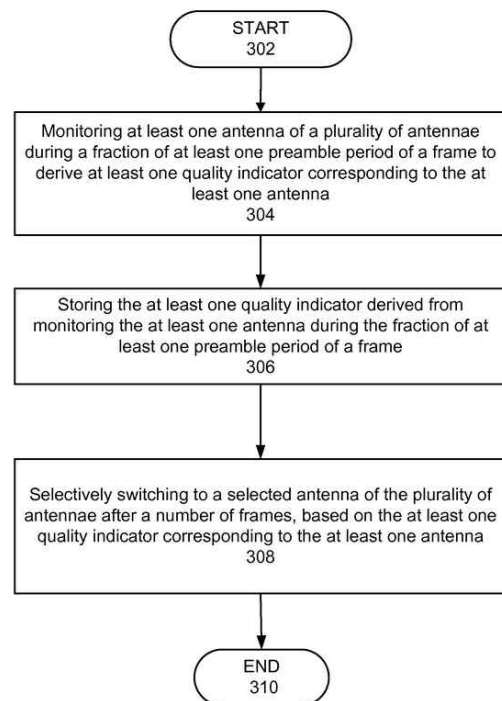 START
302
Monitoring at least one antenna of a plurality of antennae
during a fraction of at least one preamble period of a frame to
derive at least one quality indicator corresponding to the at
least one antenna
304
Storing the at least one quality indicator derived from
monitoring the at least one antenna during the fraction of
at least one preamble period of a frame
306
Selectively switching to a selected antenna of the plurality of
antennae after a number of frames, based on the at least one
quality indicator corresponding to the at least one antenna
308
END
310